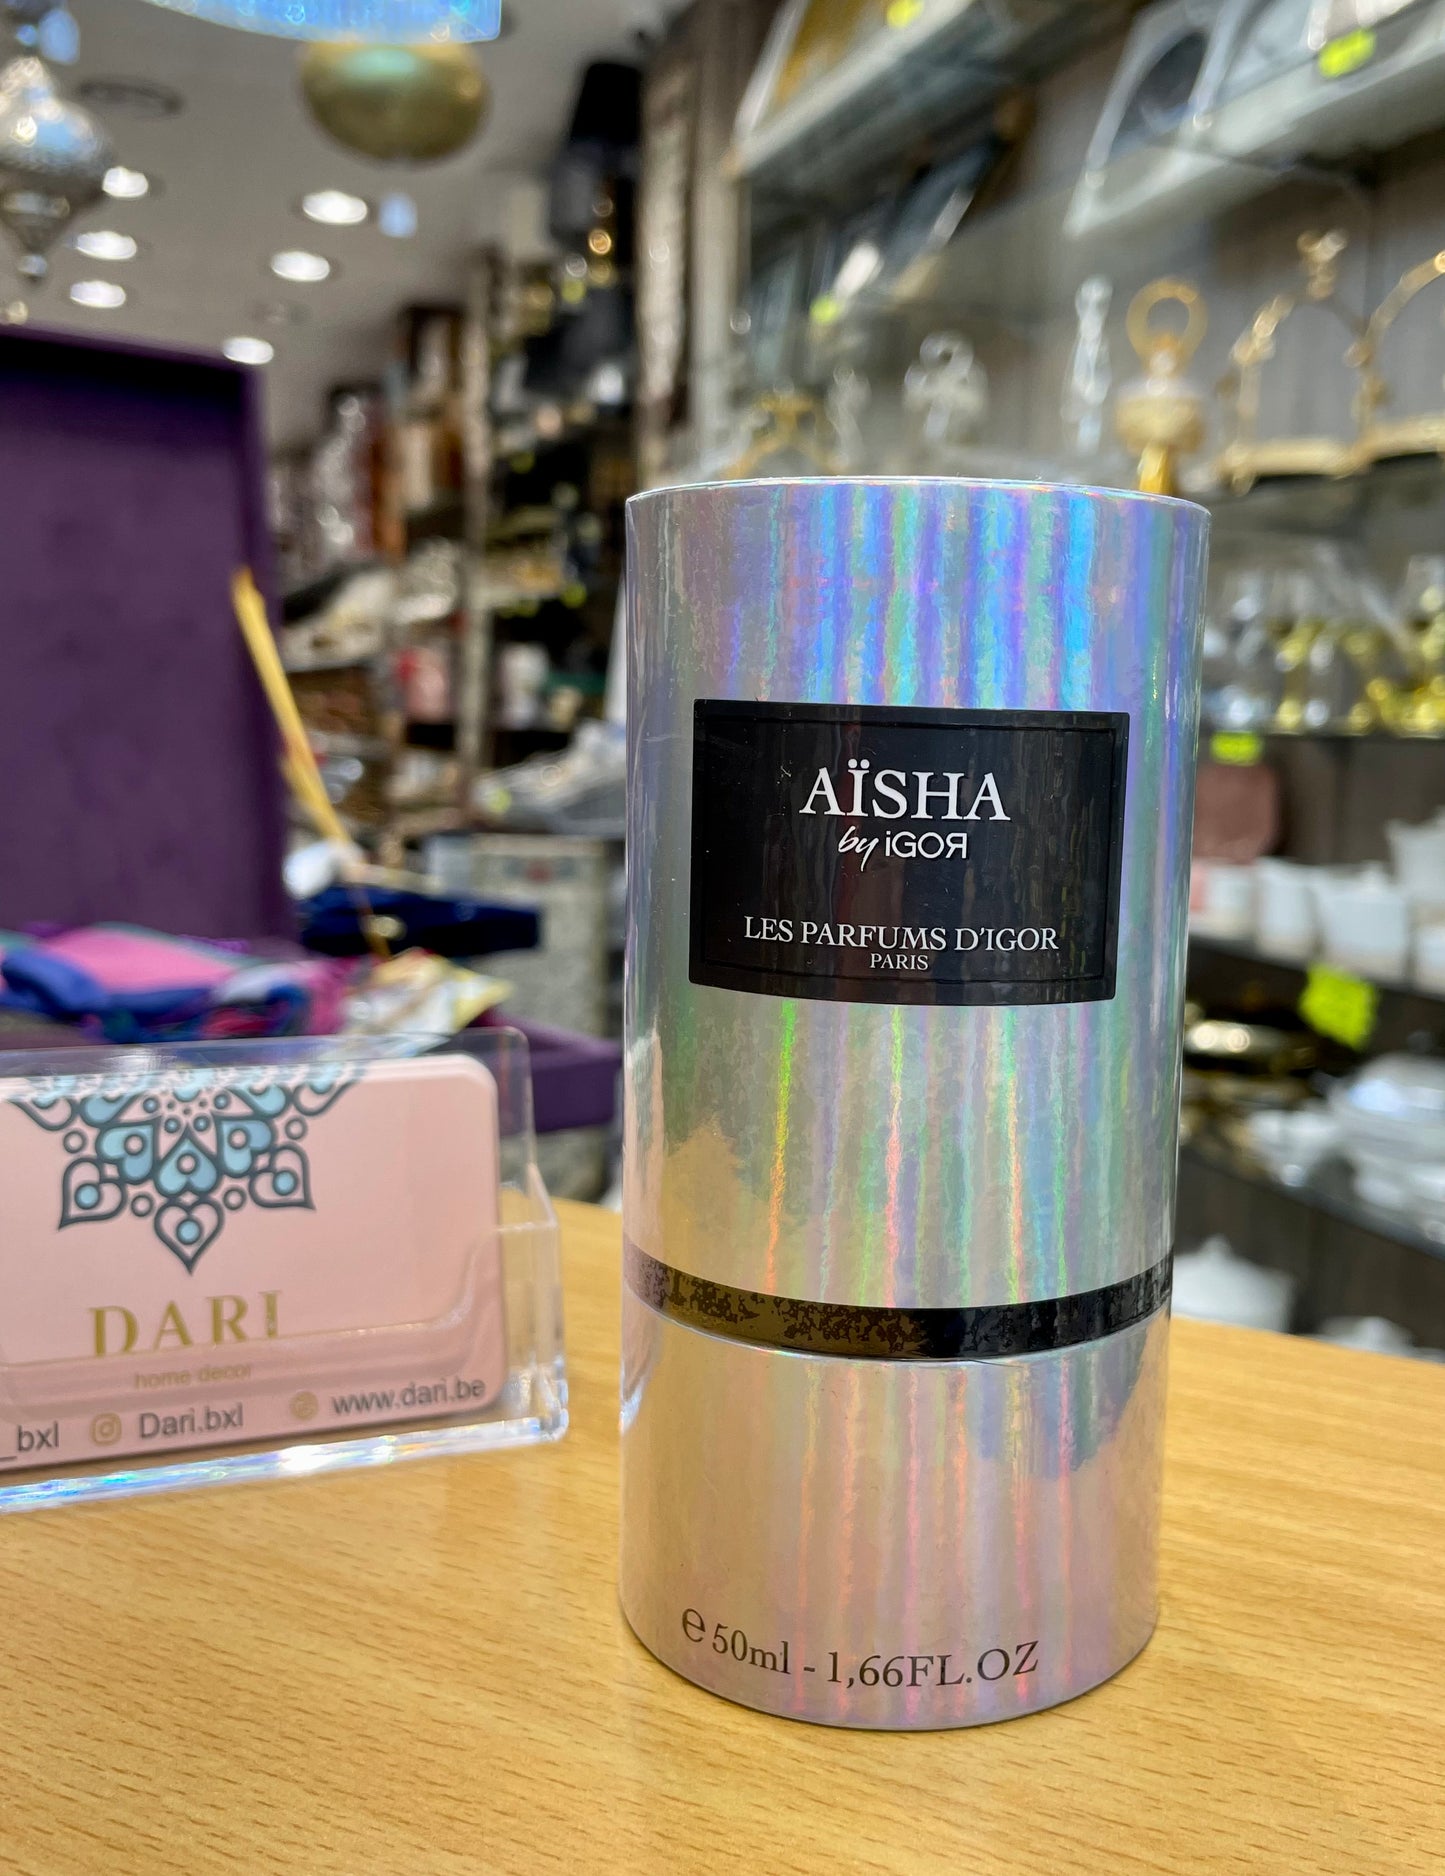 AÏSHA
by iGOR
LES PARFUMS D'IGOR
PARIS
e 50ml - 1,66FL.OZ
DARI
home decor
_bxl Dari.bxl www.dari.be